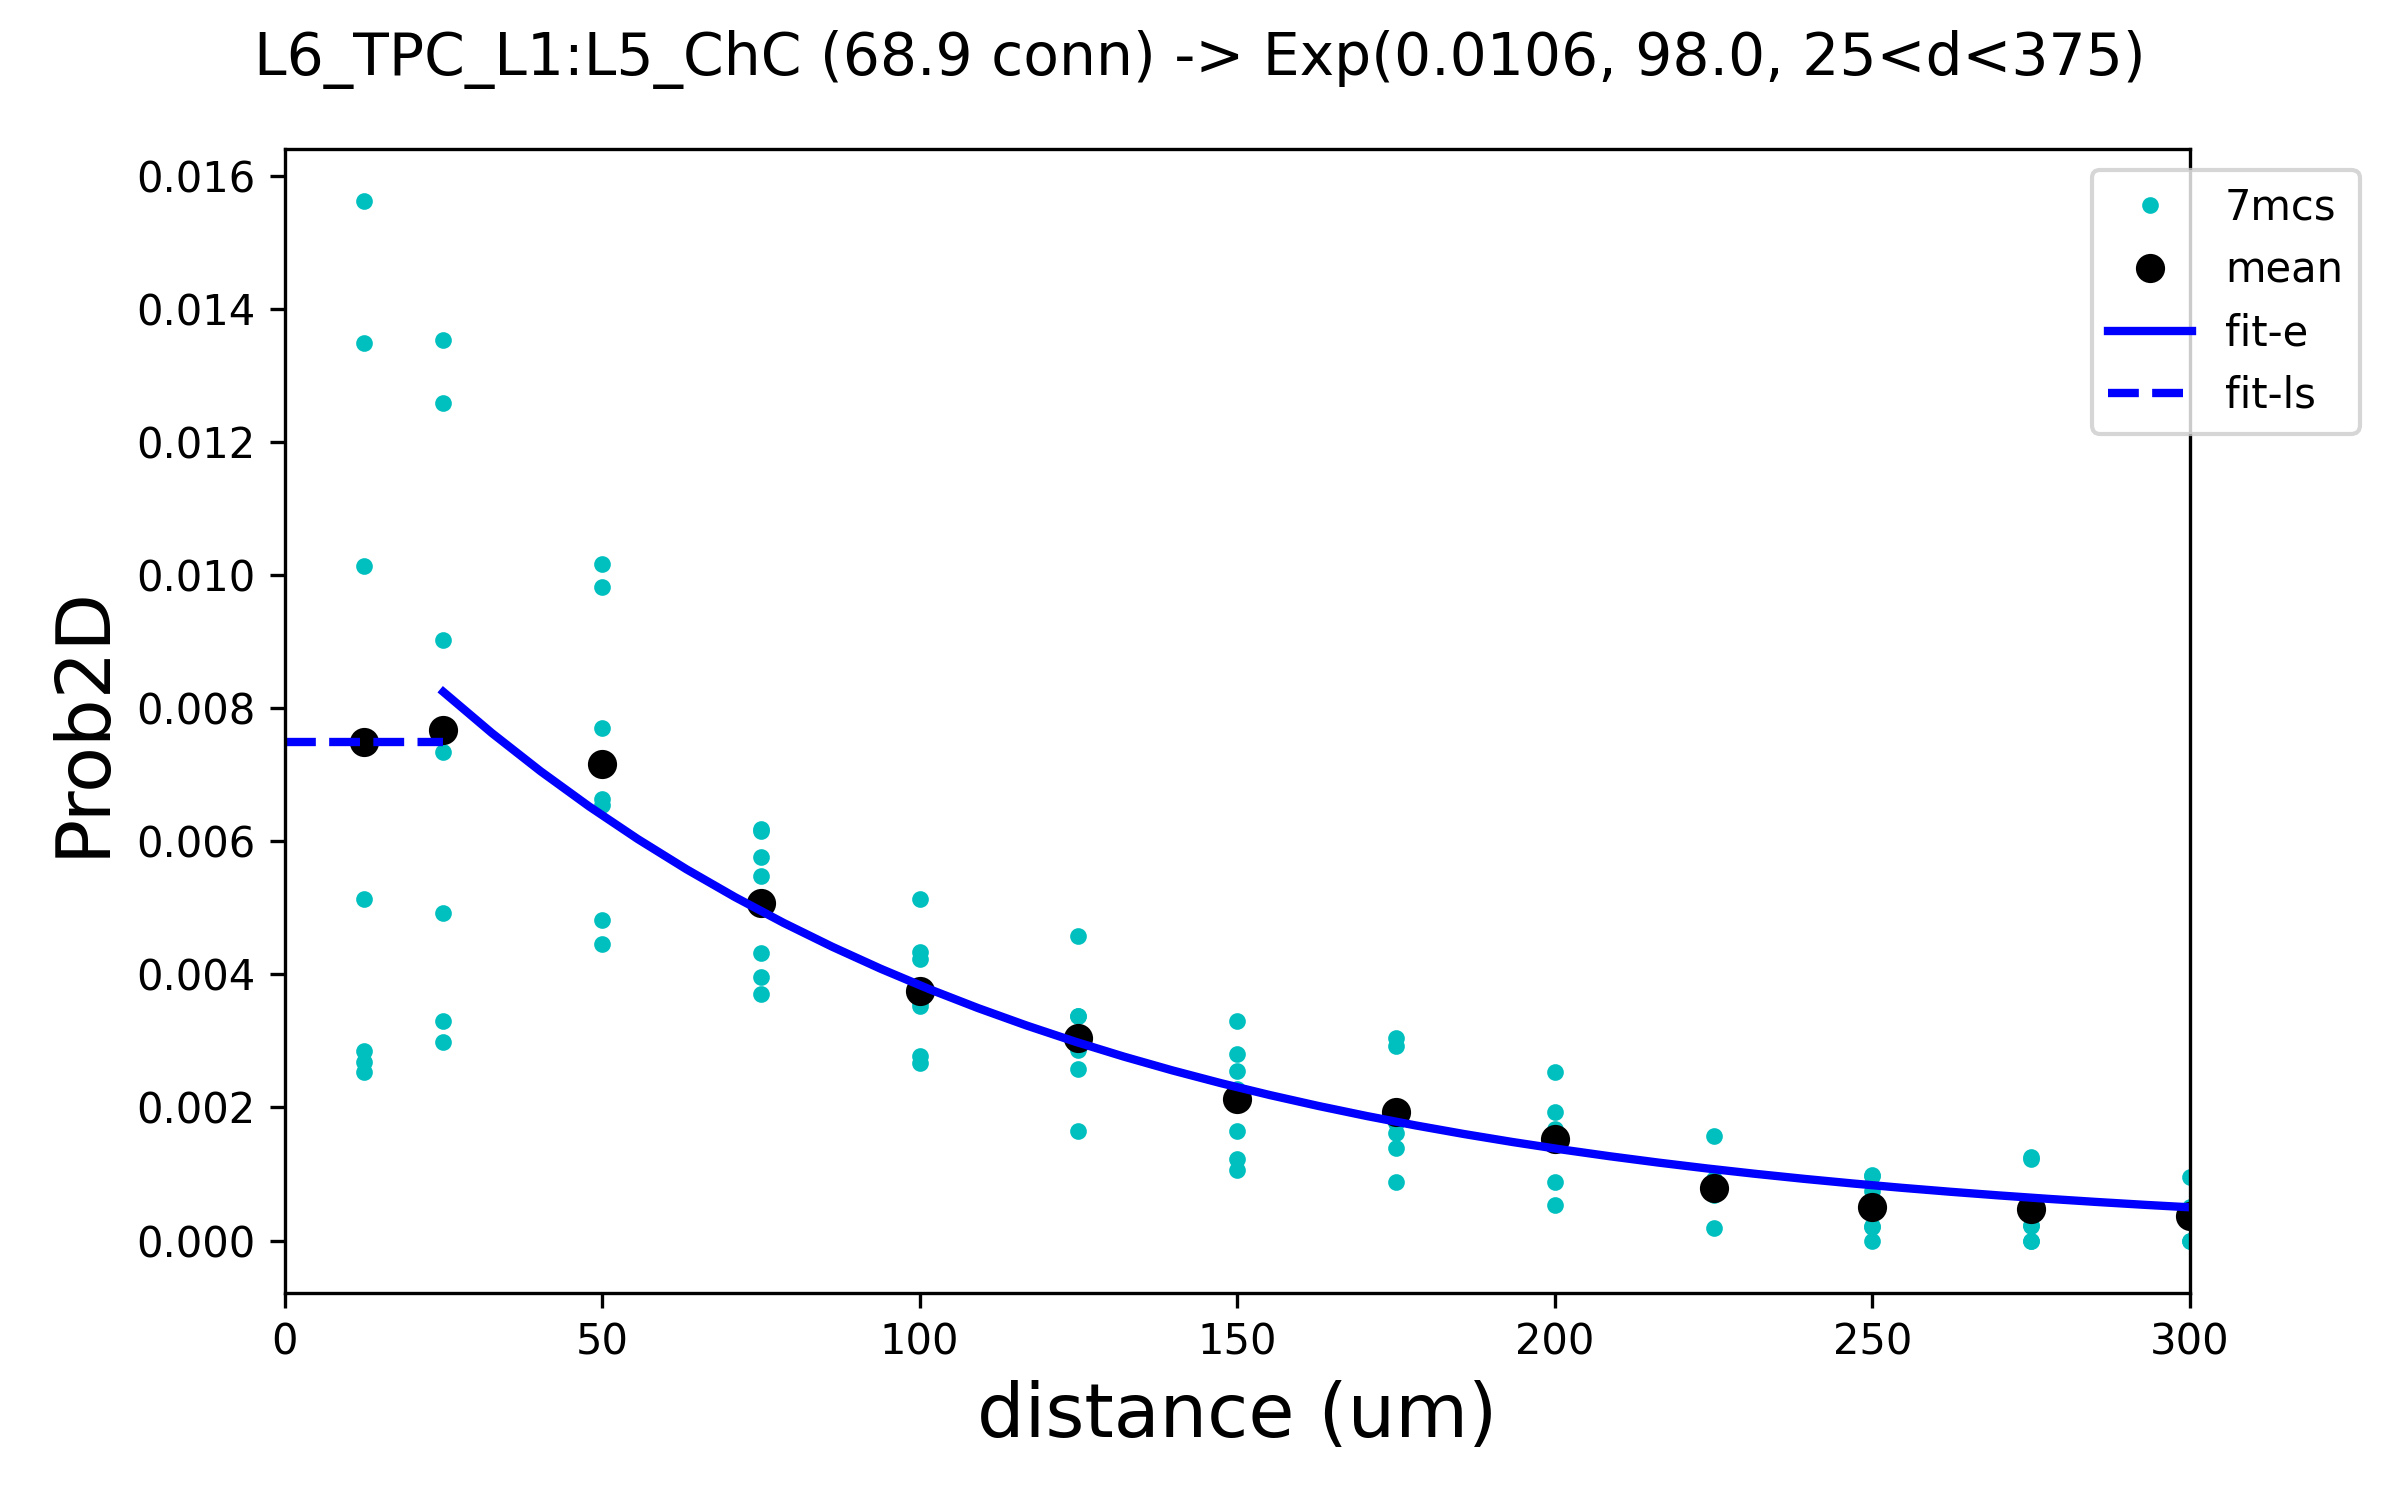 L6_TPC_L1:L5_ChC (68.9 conn) -> Exp(0.0106, 98.0, 25<d<375)
0.016
0.014
0.012
0.010
0.008
0.006
0.004
0.002
0.000
Prob2D
7mcs
mean
fit-e
fit-ls
0 50 100 150 200 250 300
distance (um)